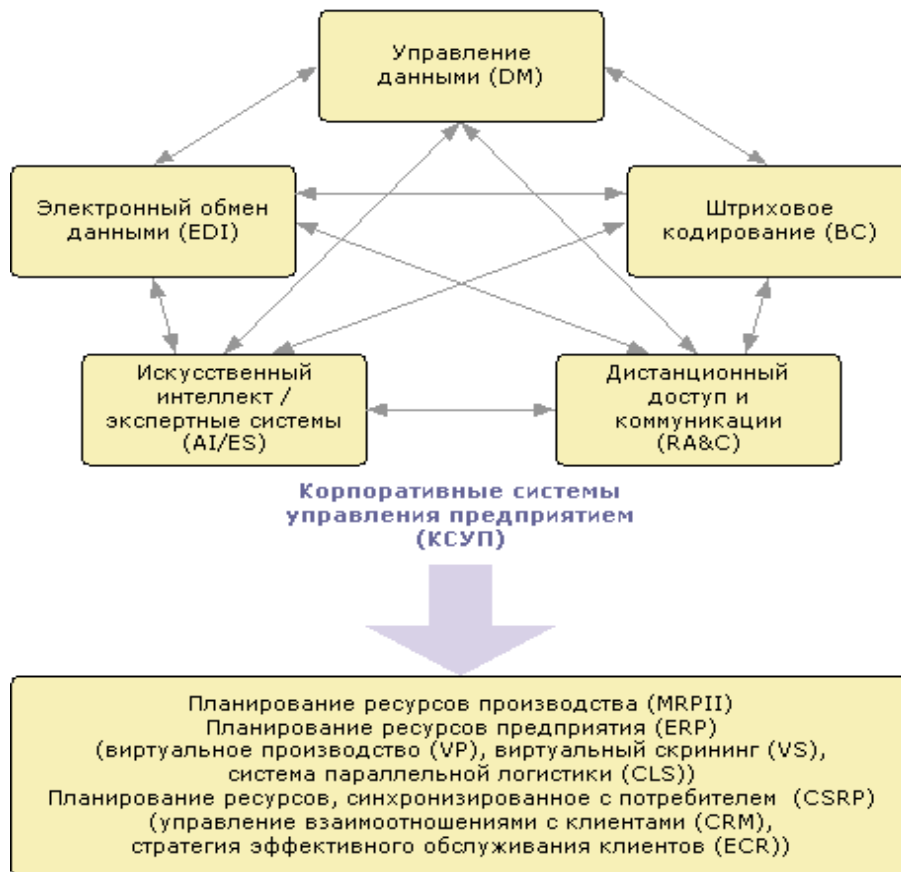 Управление
данными (DM)
Электронный обмен
данными (EDI)
Штриховое
кодирование (BC)
Искусственный
интеллект /
экспертные системы
(AI/ES)
Дистанционный
доступ и
коммуникации
(RA&C)
Корпоративные системы
управления предприятием
(КСУП)
Планирование ресурсов производства (MRPII)
Планирование ресурсов предприятия (ERP)
(виртуальное производство (VP), виртуальный скрининг (VS),
система параллельной логистики (CLS))
Планирование ресурсов, синхронизированное с потребителем (CSRP)
(управление взаимоотношениями с клиентами (CRM),
стратегия эффективного обслуживания клиентов (ECR))